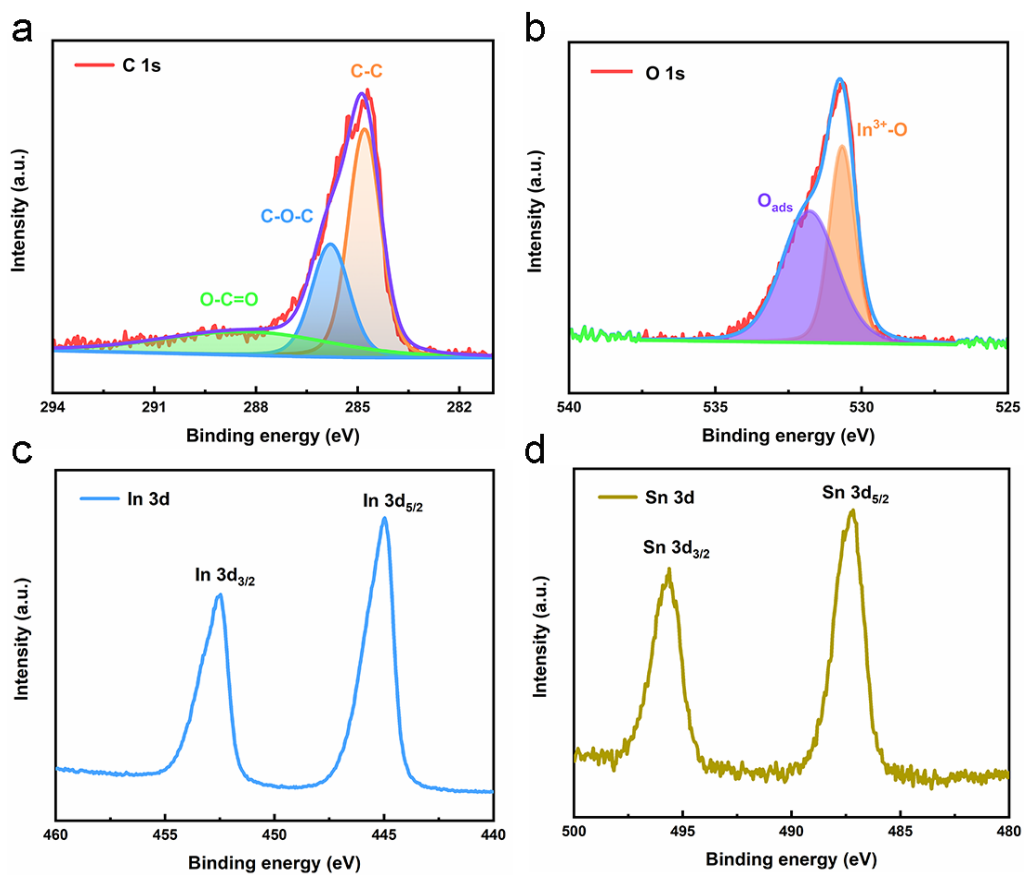 a
C 1s
C-C
C-O-C
O-C=O
Intensity (a.u.)
294 291 288 285 282
Binding energy (eV)
b
O 1s
In³⁺-O
Oₐds
Intensity (a.u.)
540 535 530 525
Binding energy (eV)
c
In 3d
In 3d₅/₂
In 3d₃/₂
Intensity (a.u.)
460 455 450 445 440
Binding energy (eV)
d
Sn 3d
Sn 3d₅/₂
Sn 3d₃/₂
Intensity (a.u.)
500 495 490 485 480
Binding energy (eV)